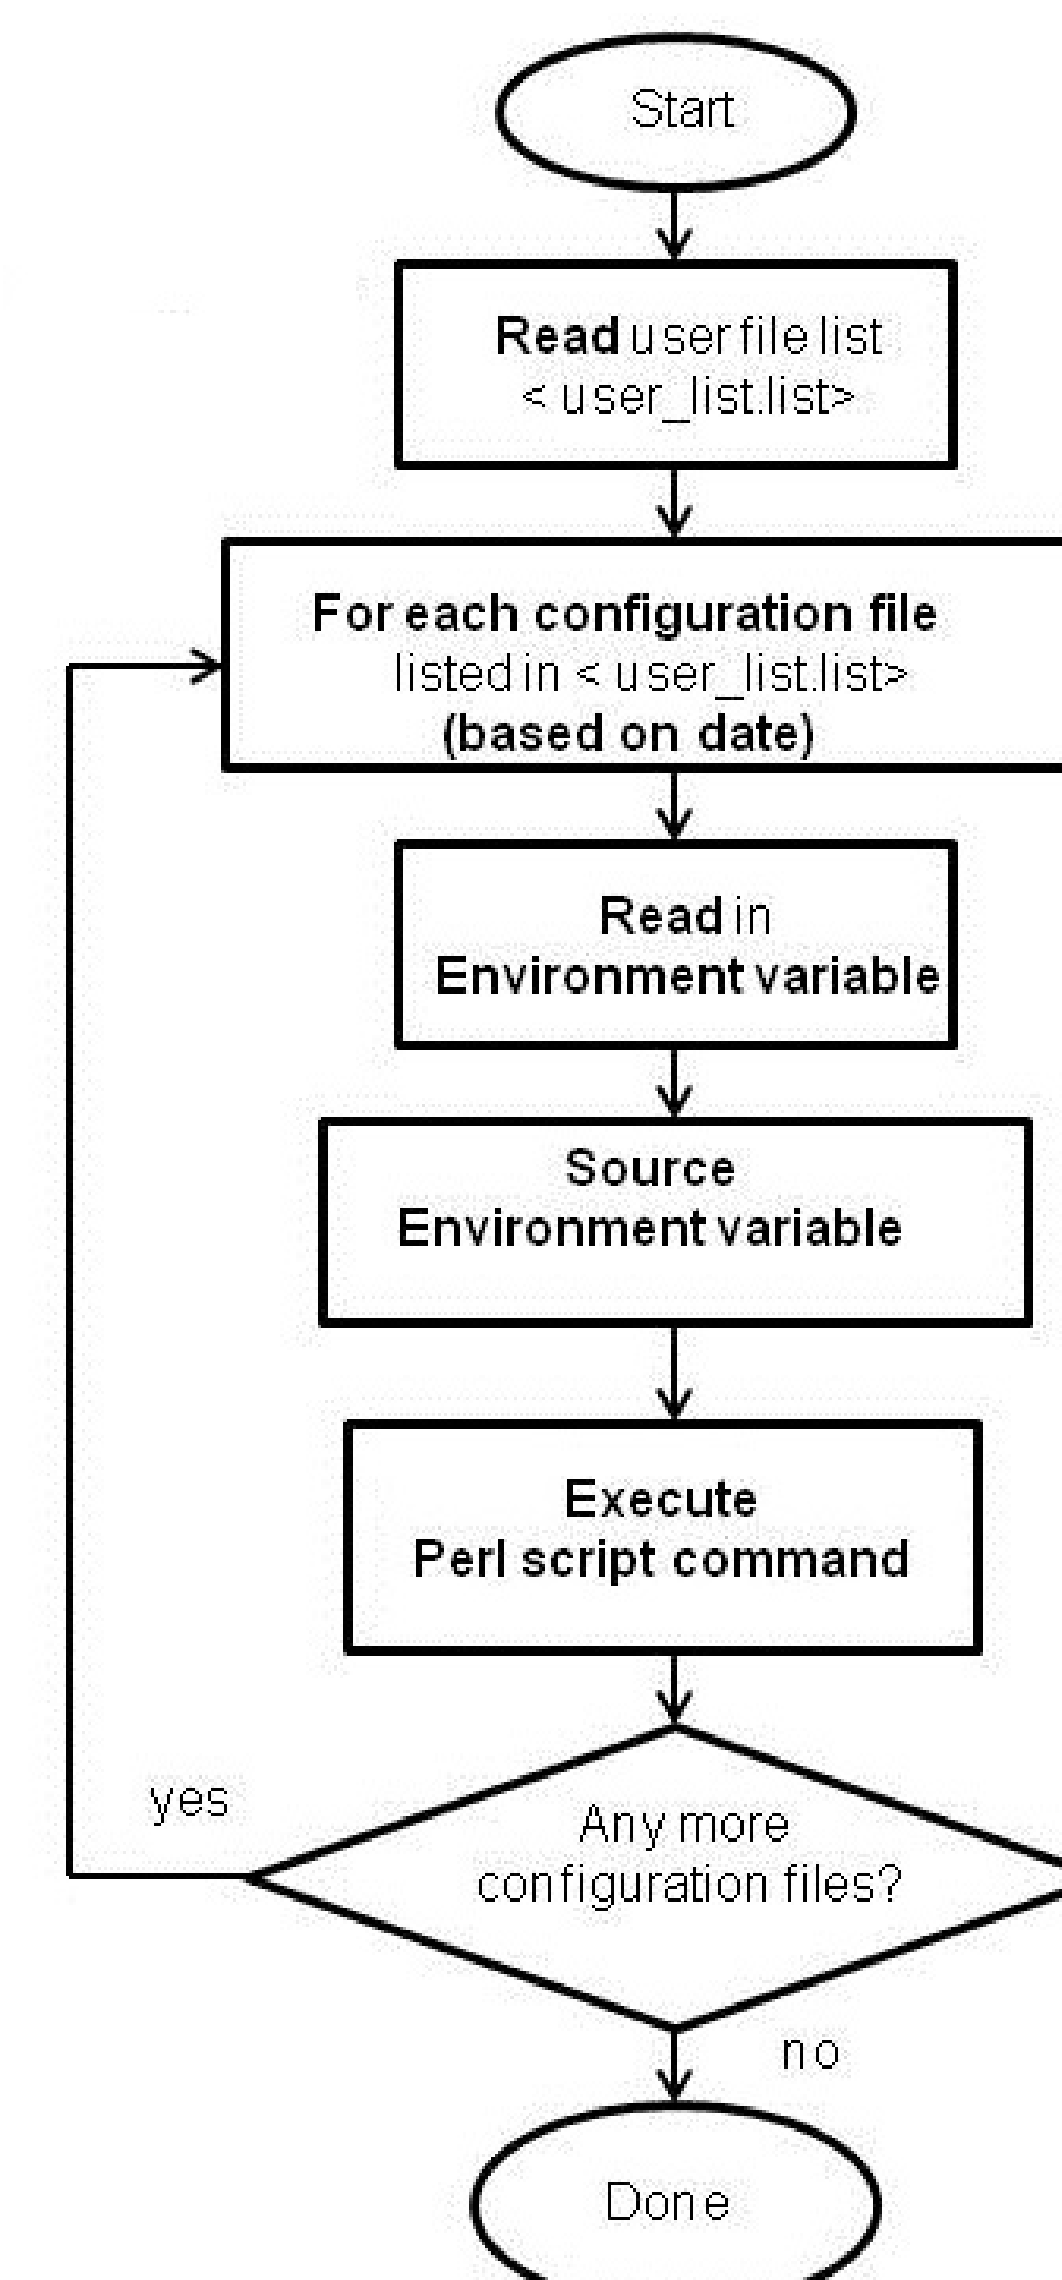 Start
Read user file list
< user_list.list>
For each configuration file
listed in < user_list.list>
(based on date)
Read in
Environment variable
Source
Environment variable
Execute
Perl script command
yes
Any more
configuration files?
no
Done